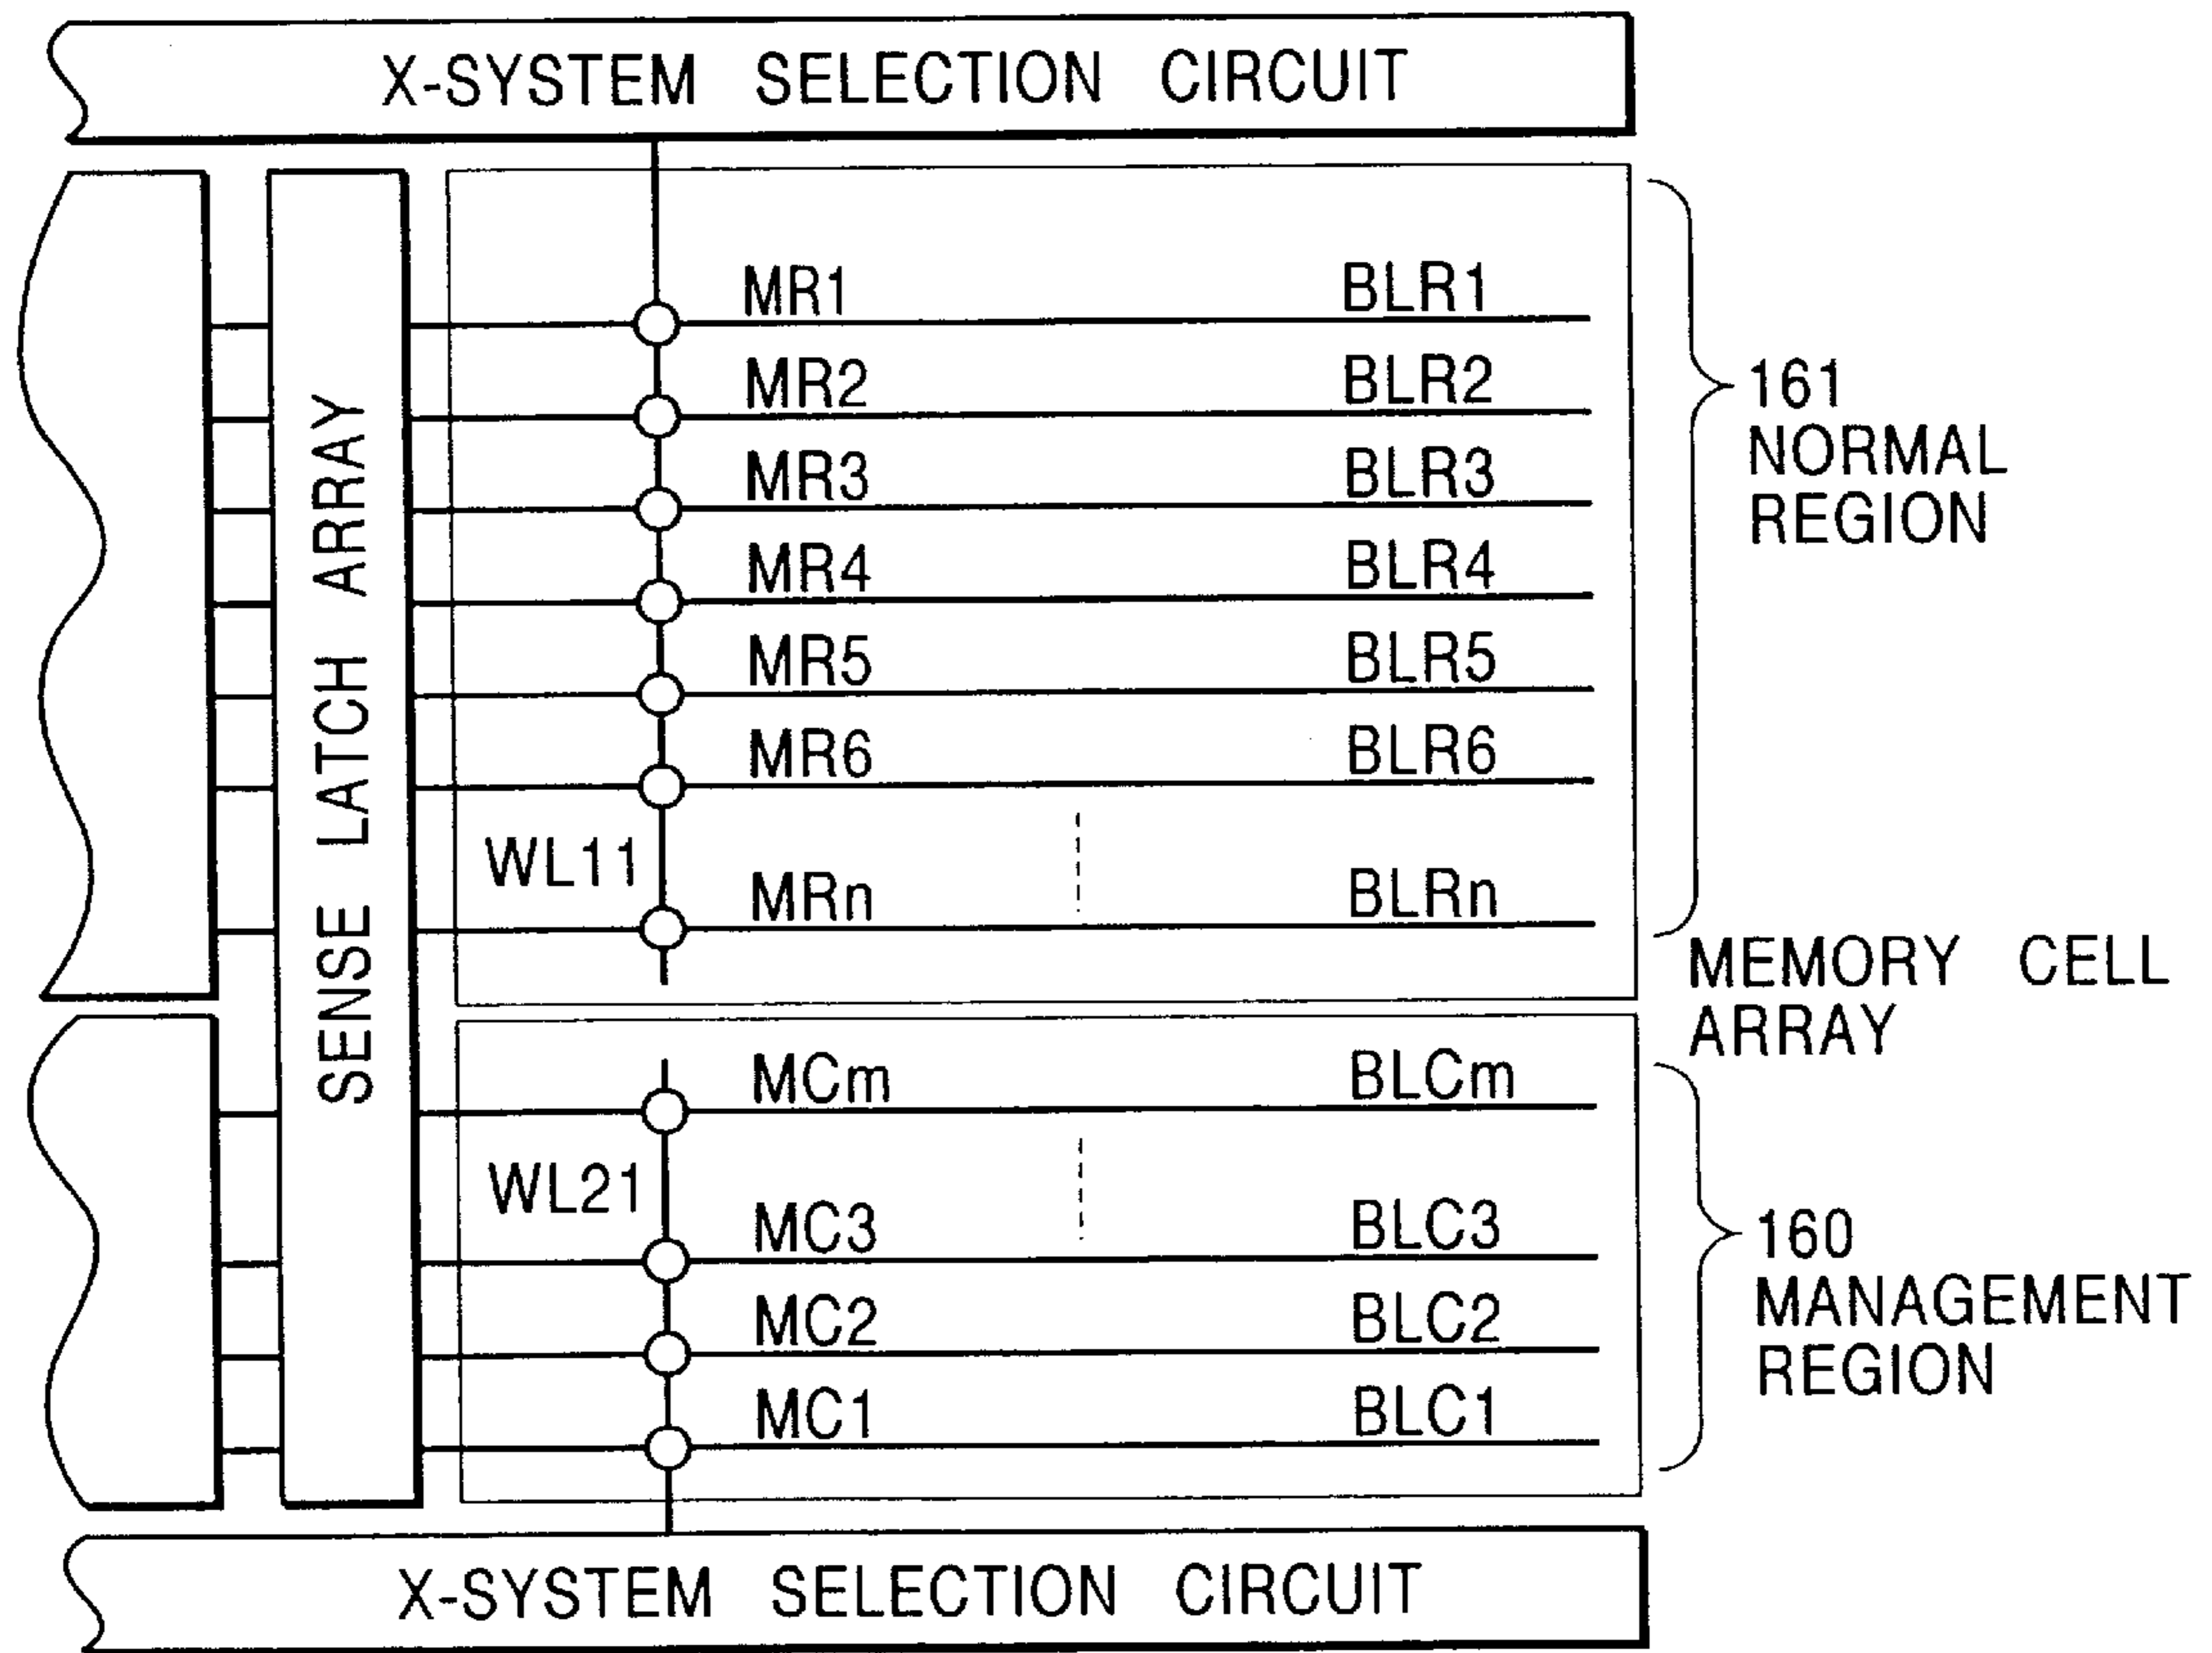 X-SYSTEM SELECTION CIRCUIT
SENSE LATCH ARRAY
MR1 BLR1
MR2 BLR2
MR3 BLR3
MR4 BLR4
MR5 BLR5
MR6 BLR6
WL11
MRn BLRn
161
NORMAL
REGION
MEMORY CELL
ARRAY
MCm BLCm
WL21
MC3 BLC3
MC2 BLC2
MC1 BLC1
160
MANAGEMENT
REGION
X-SYSTEM SELECTION CIRCUIT